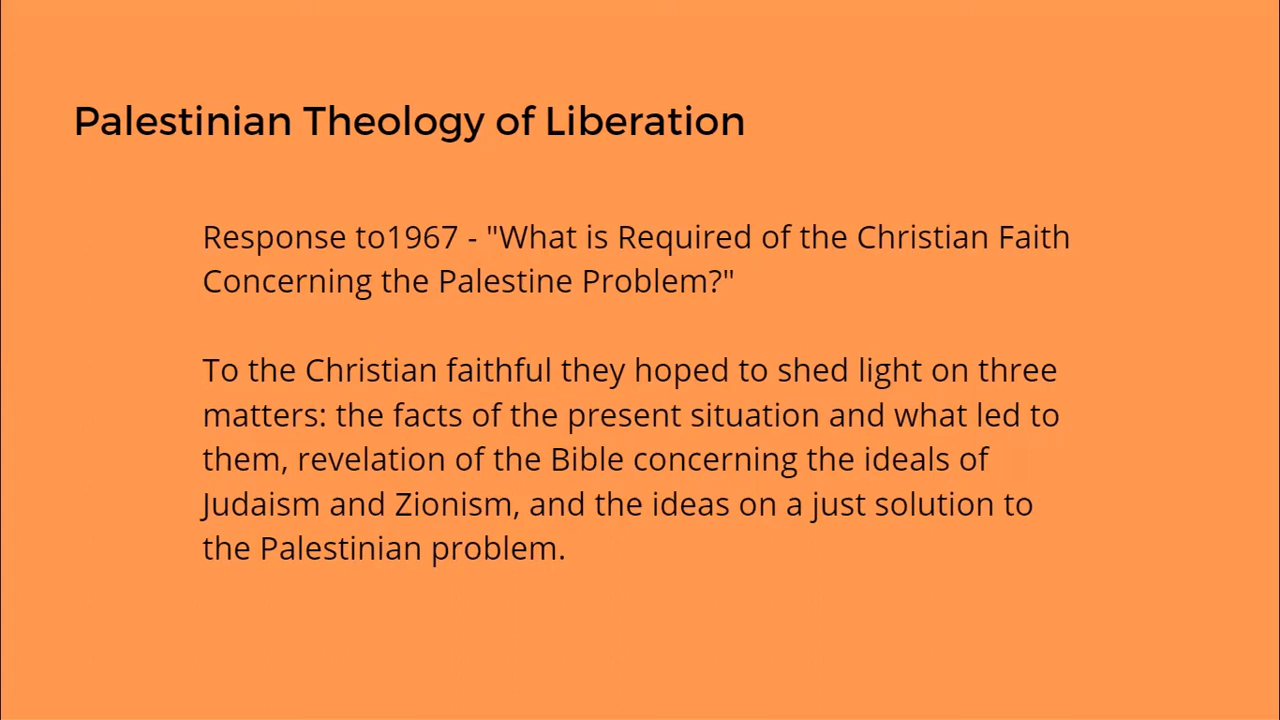 Palestinian Theology of Liberation
Response to1967 - "What is Required of the Christian Faith
Concerning the Palestine Problem?"
To the Christian faithful they hoped to shed light on three
matters: the facts of the present situation and what led to
them, revelation of the Bible concerning the ideals of
Judaism and Zionism, and the ideas on a just solution to
the Palestinian problem.